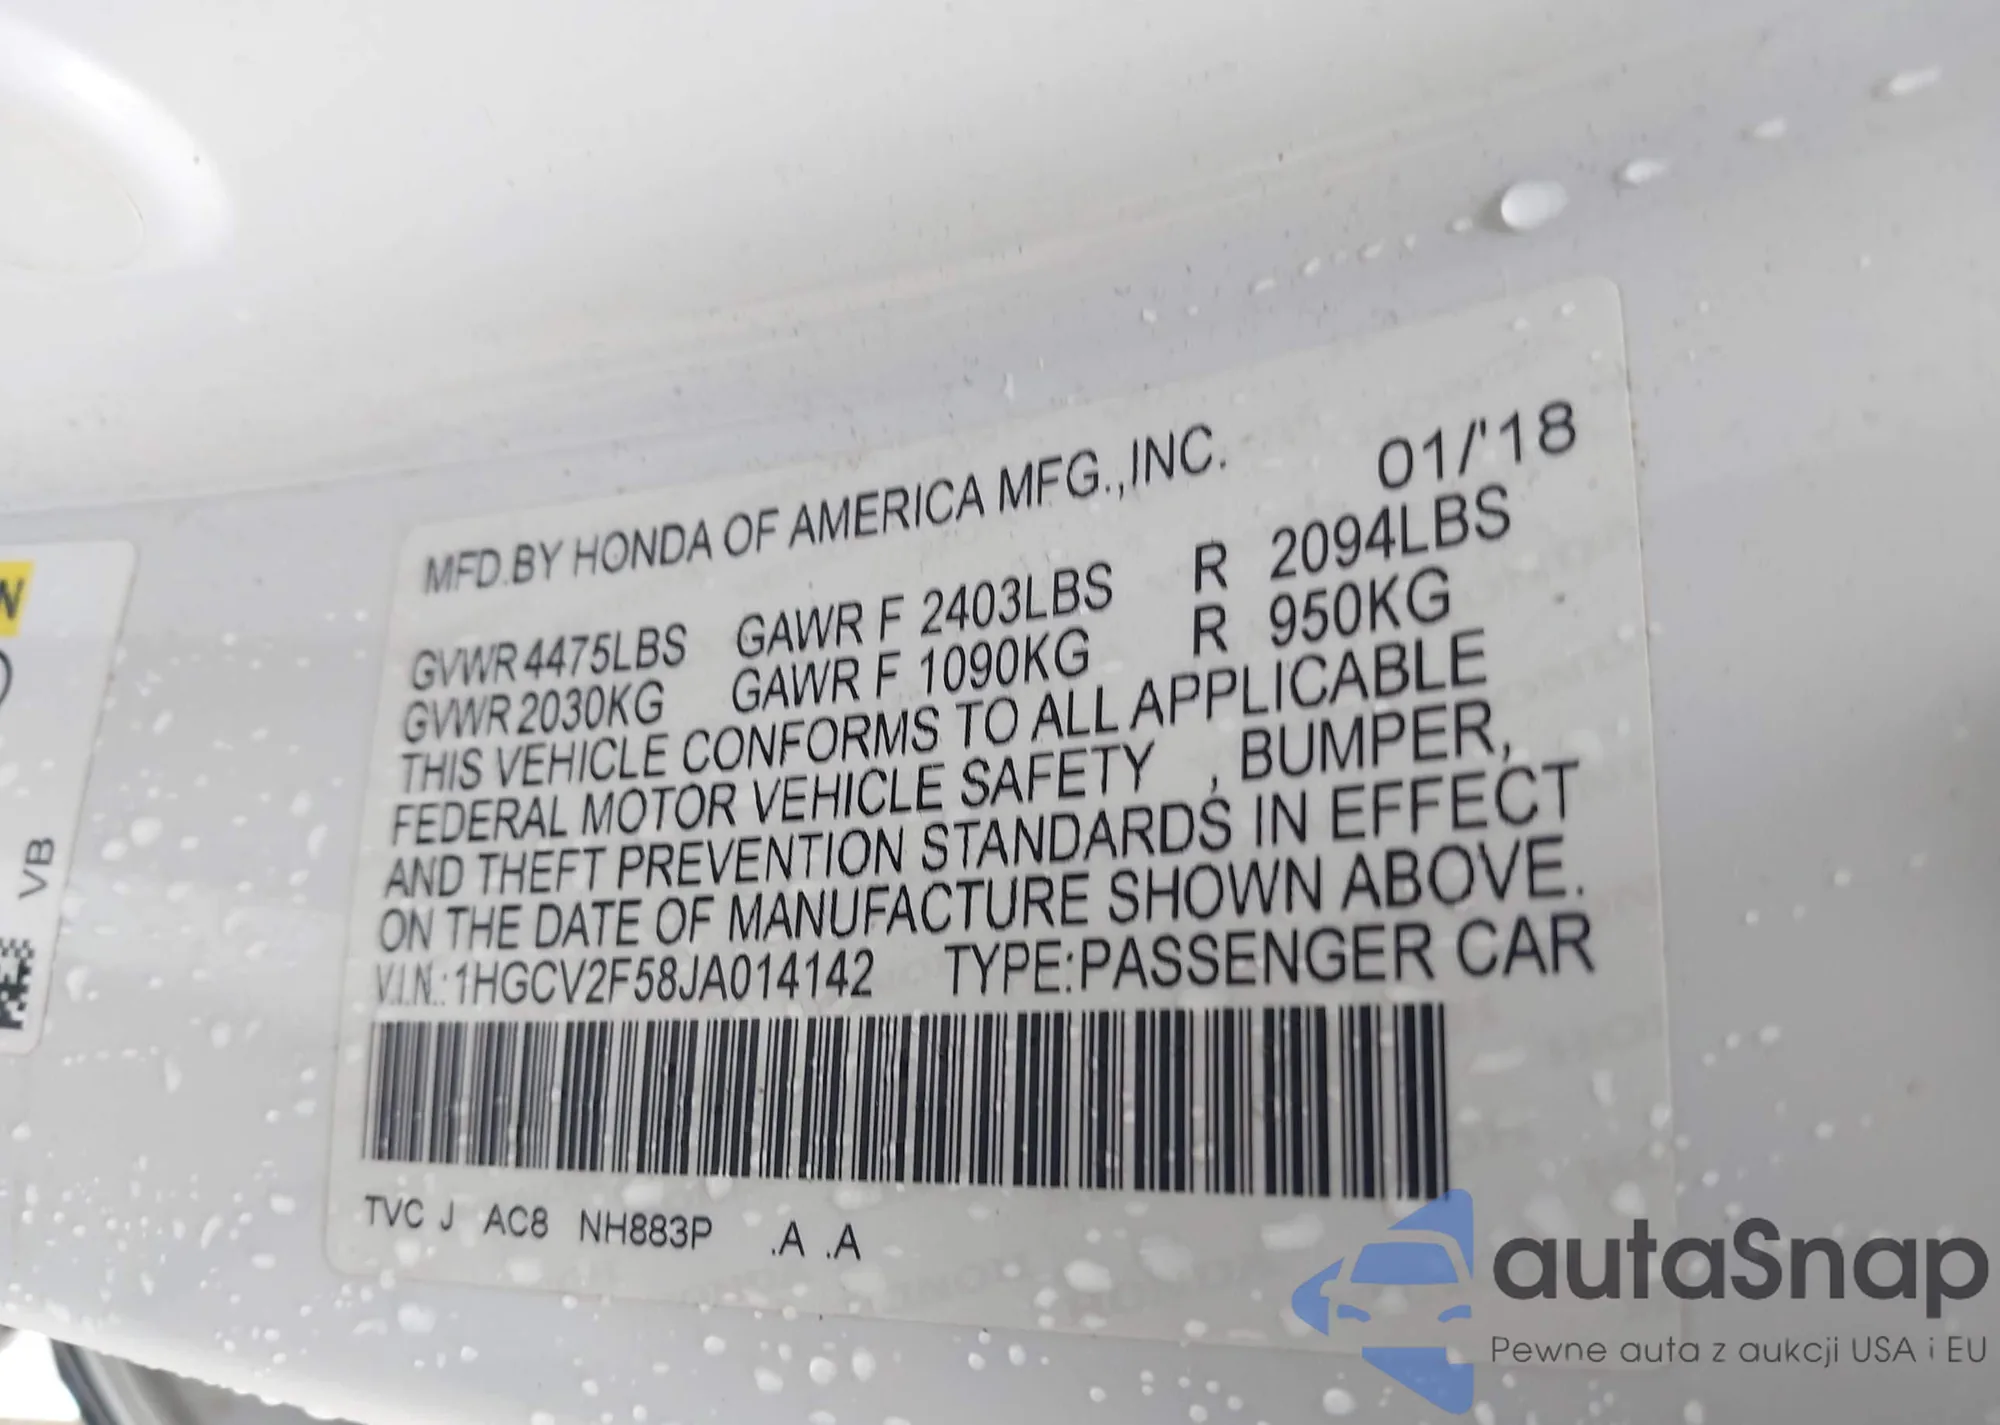 MFD.BY HONDA OF AMERICA MFG.,INC. 01/'18
GVWR 4475LBS GAWR F 2403LBS R 2094LBS
GVWR 2030KG GAWR F 1090KG R 950KG
THIS VEHICLE CONFORMS TO ALL APPLICABLE
FEDERAL MOTOR VEHICLE SAFETY , BUMPER,
AND THEFT PREVENTION STANDARDS IN EFFECT
ON THE DATE OF MANUFACTURE SHOWN ABOVE.
V.I.N.: 1HGCV2F58JA014142 TYPE:PASSENGER CAR
TVC J AC8 NH883P .A .A
VB
autaSnap
Pewne auta z aukcji USA i EU